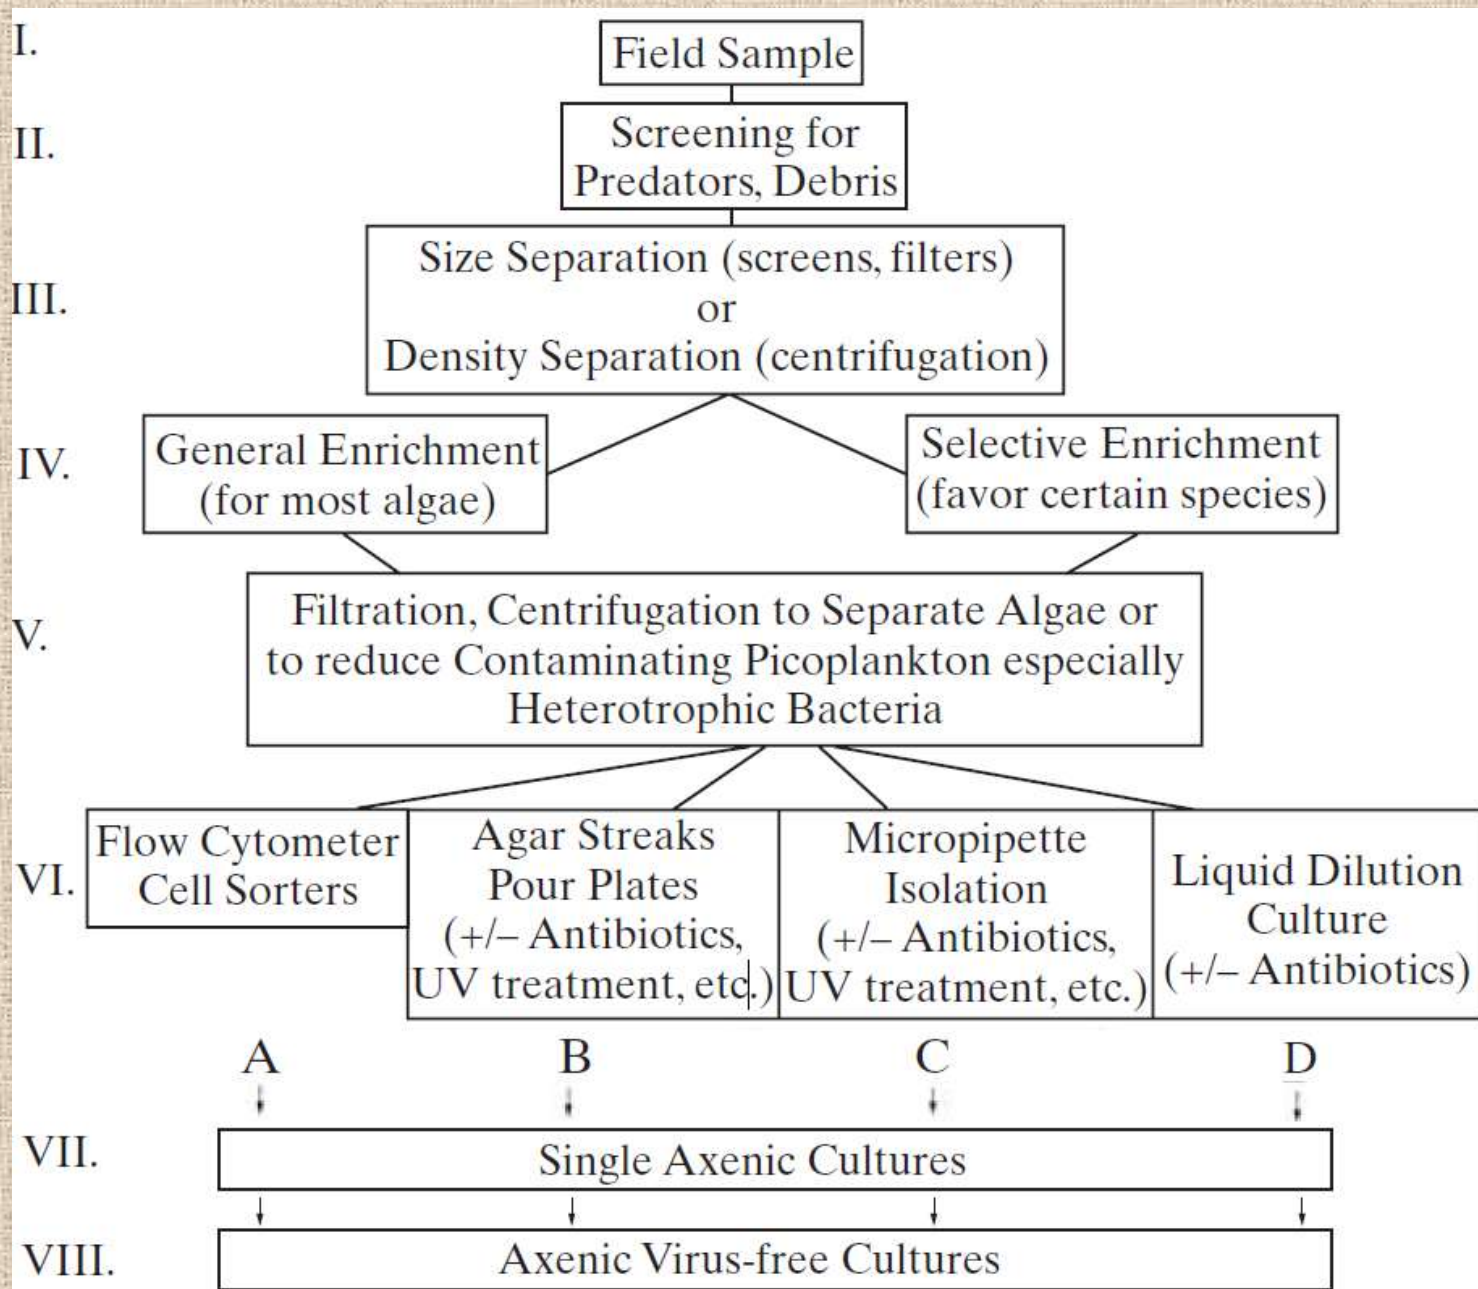 I.
Field Sample
II.
Screening for
Predators, Debris
III.
Size Separation (screens, filters)
or
Density Separation (centrifugation)
IV.
General Enrichment
(for most algae)
Selective Enrichment
(favor certain species)
V.
Filtration, Centrifugation to Separate Algae or
to reduce Contaminating Picoplankton especially
Heterotrophic Bacteria
VI.
Flow Cytometer
Cell Sorters
Agar Streaks
Pour Plates
(+/– Antibiotics,
UV treatment, etc.)
Micropipette
Isolation
(+/– Antibiotics,
UV treatment, etc.)
Liquid Dilution
Culture
(+/– Antibiotics)
A B C D
VII.
Single Axenic Cultures
VIII.
Axenic Virus-free Cultures